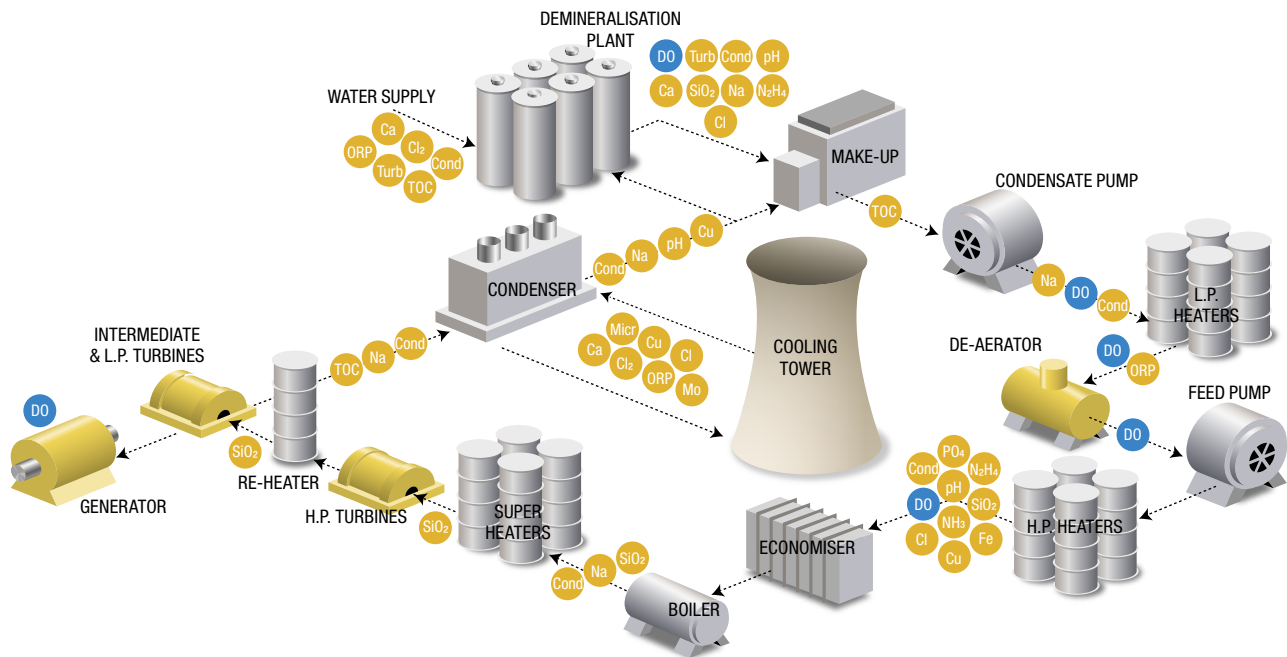 DEMINERALISATION
PLANT
DO
Turb
Cond
pH
Ca
SiO₂
Na
N₂H₄
Cl
WATER SUPPLY
Ca
Cl₂
ORP
Cond
Turb
TOC
MAKE-UP
TOC
CONDENSATE PUMP
Na
DO
Cond
L.P.
HEATERS
CONDENSER
Cond
Na
pH
Cu
Micr
Cu
Ca
Cl₂
Cl
ORP
Mo
COOLING
TOWER
DO
ORP
DE-AERATOR
DO
FEED PUMP
INTERMEDIATE
& L.P. TURBINES
TOC
Na
Cond
DO
SiO₂
GENERATOR
RE-HEATER
H.P. TURBINES
SiO₂
SUPER
HEATERS
Cond
Na
SiO₂
BOILER
ECONOMISER
PO₄
Cond
N₂H₄
pH
DO
SiO₂
NH₃
Cl
Fe
Cu
H.P. HEATERS